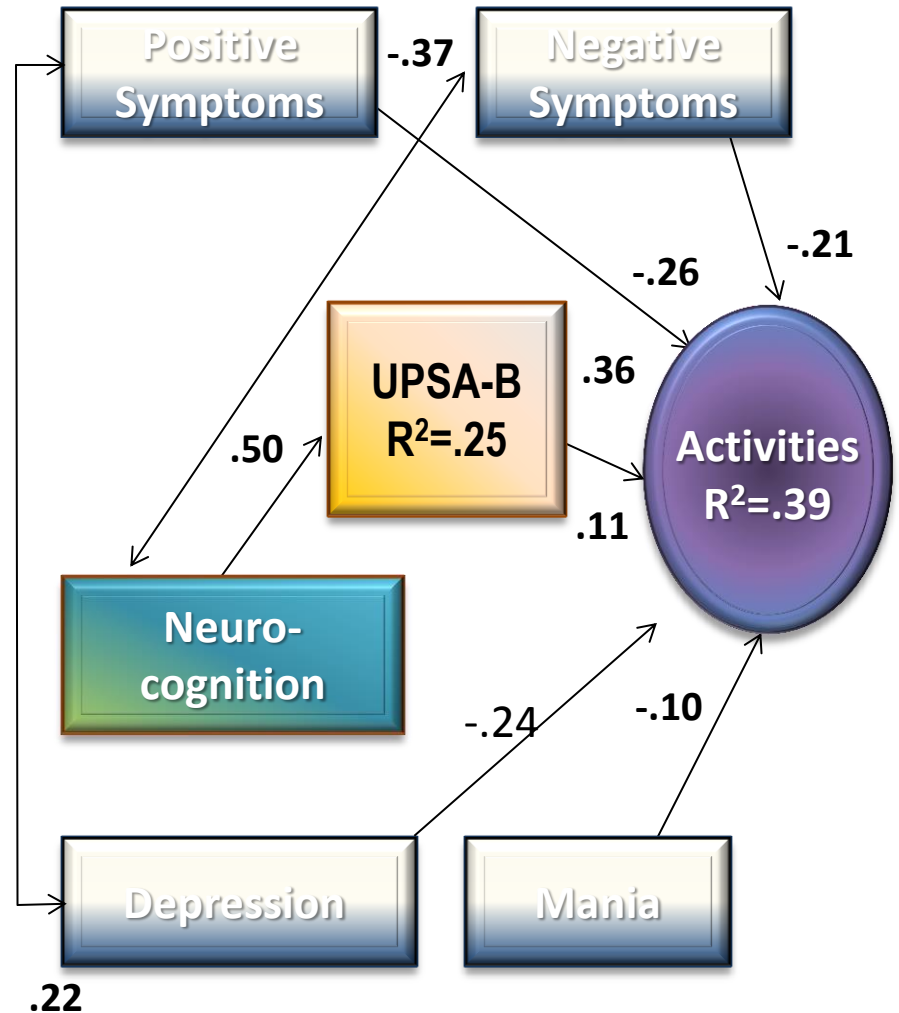 Positive
Symptoms
-.37
Negative
Symptoms
-.21
-.26
UPSA-B
R²=.25
.36
.50
Activities
R²=.39
.11
Neuro-
cognition
-.24
-.10
Depression
Mania
.22